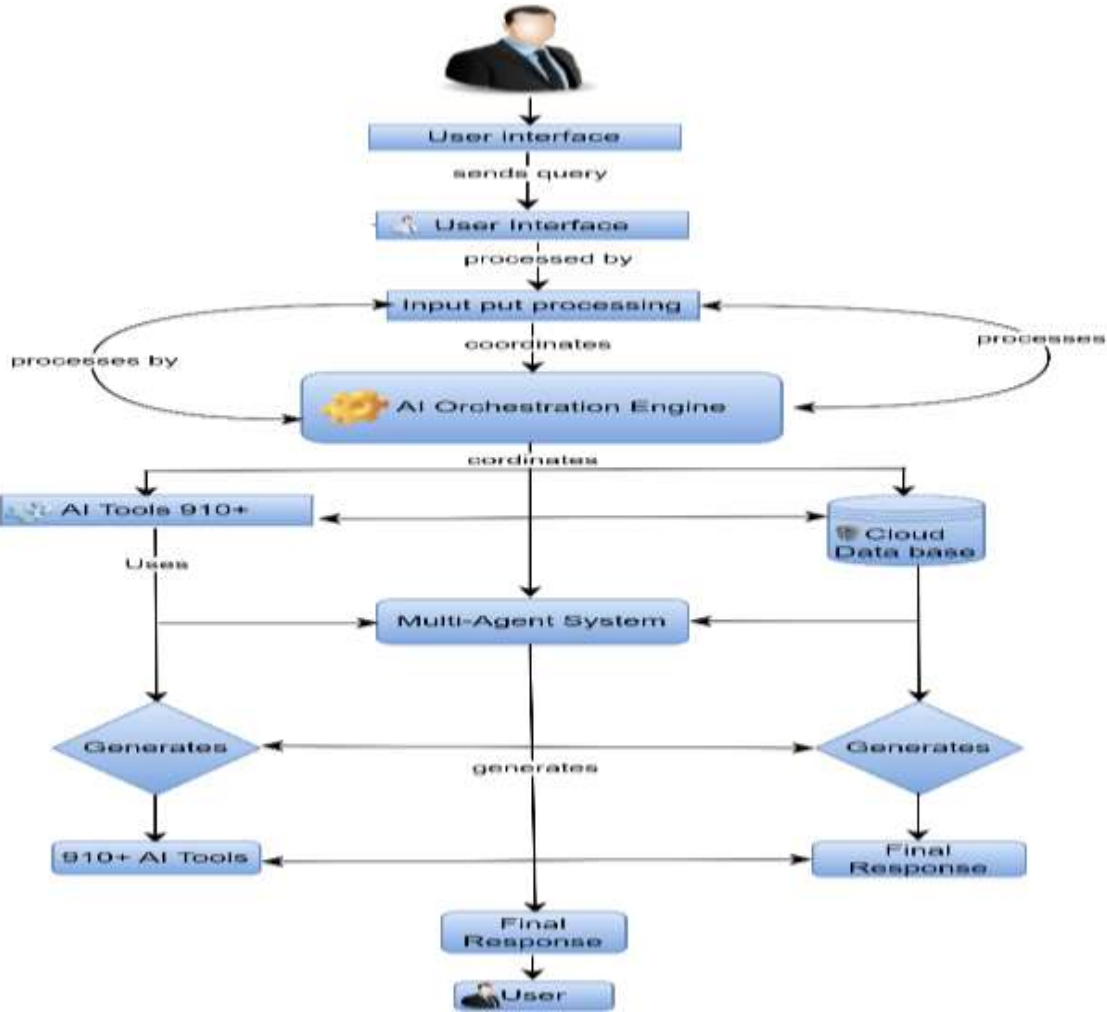 User interface
sends query
User Interface
processed by
Input put processing
processes by
coordinates
processes
AI Orchestration Engine
cordinates
AI Tools 910+
Cloud
Data base
Uses
Multi-Agent System
Generates
Generates
generates
910+ AI Tools
Final
Response
Final
Response
User